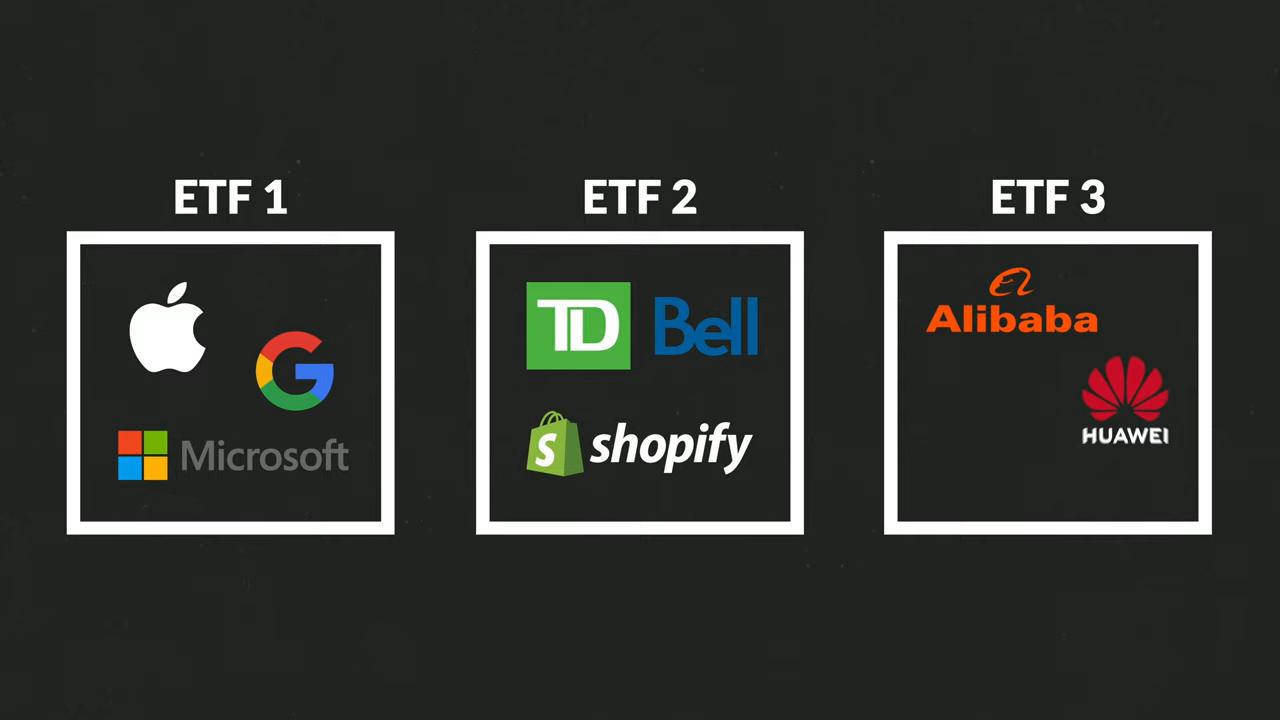 ETF 1
Microsoft
ETF 2
TD
Bell
shopify
ETF 3
Alibaba
HUAWEI